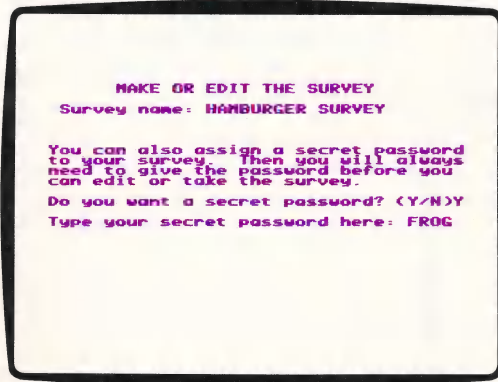 MAKE OR EDIT THE SURVEY
Survey name: HAMBURGER SURVEY
You can also assign a secret password
to your survey. Then you will always
need to give the password before you
can edit or take the survey.
Do you want a secret password? (Y/N)Y
Type your secret password here: FROG